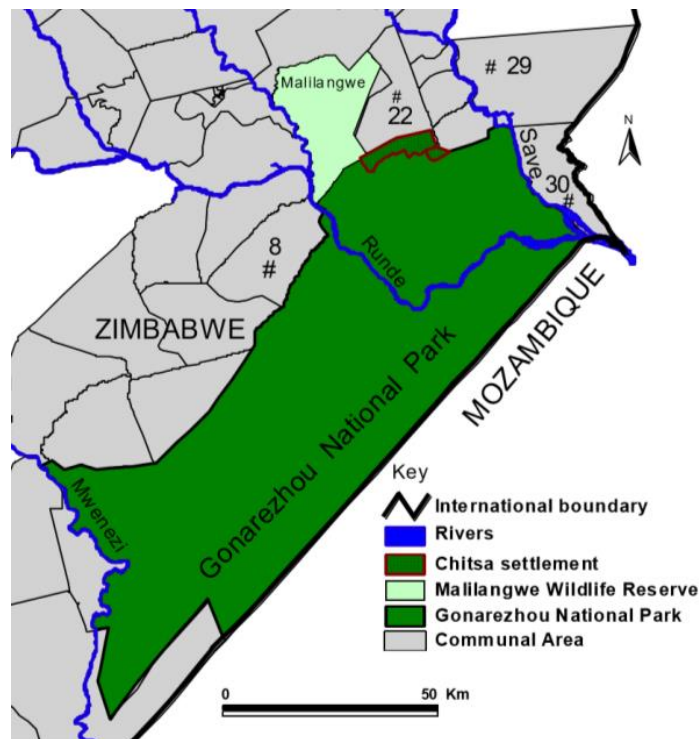 Malilangwe
# 29
#
22
N
Save
30
#
8
#
Runde
ZIMBABWE
MOZAMBIQUE
Gonarezhou National Park
Mwenezi
Key
International boundary
Rivers
Chitsa settlement
Malilangwe Wildlife Reserve
Gonarezhou National Park
Communal Area
0 50 Km